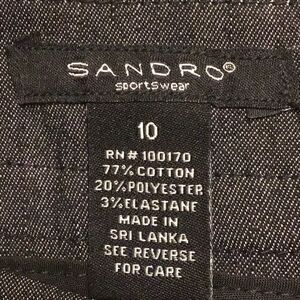 SANDRO®
sportswear
10
RN# 100170
77% COTTON
20% POLYESTER
3% ELASTANE
MADE IN
SRI LANKA
SEE REVERSE
FOR CARE